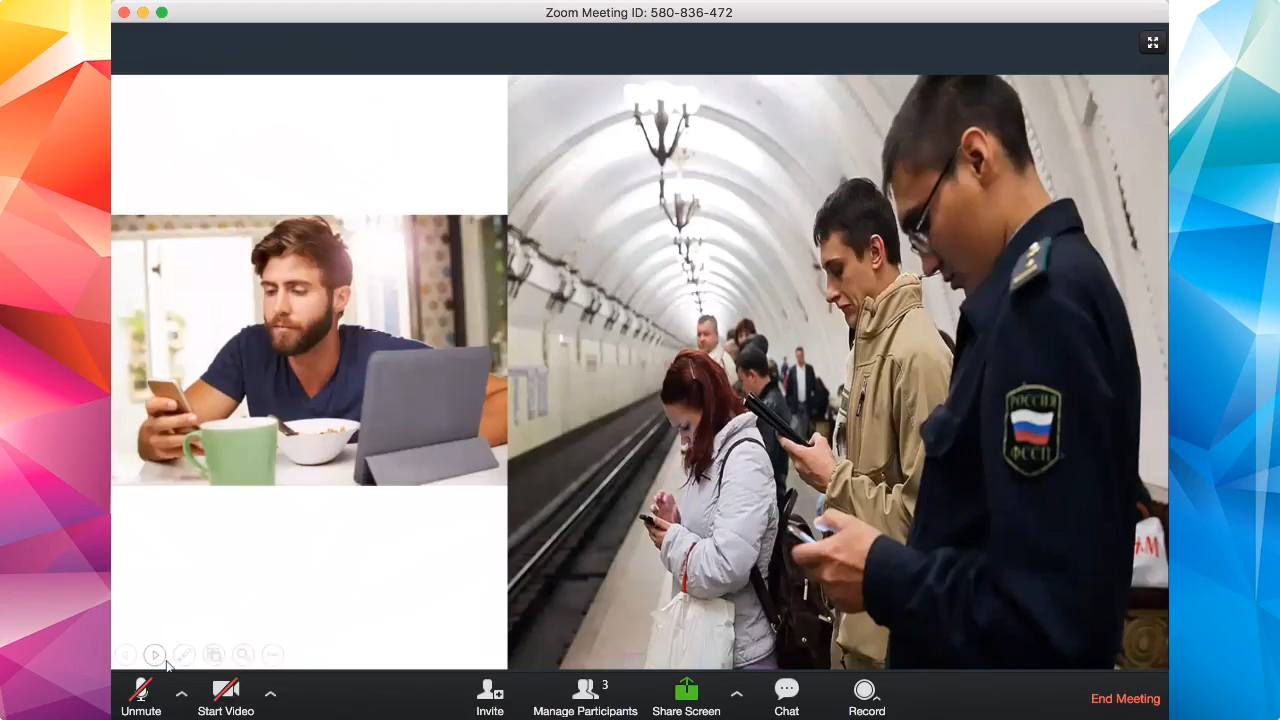 Zoom Meeting ID: 580-836-472
РОССИЯ
ФССП
Unmute
Start Video
Invite
3
Manage Participants
Share Screen
Chat
Record
End Meeting